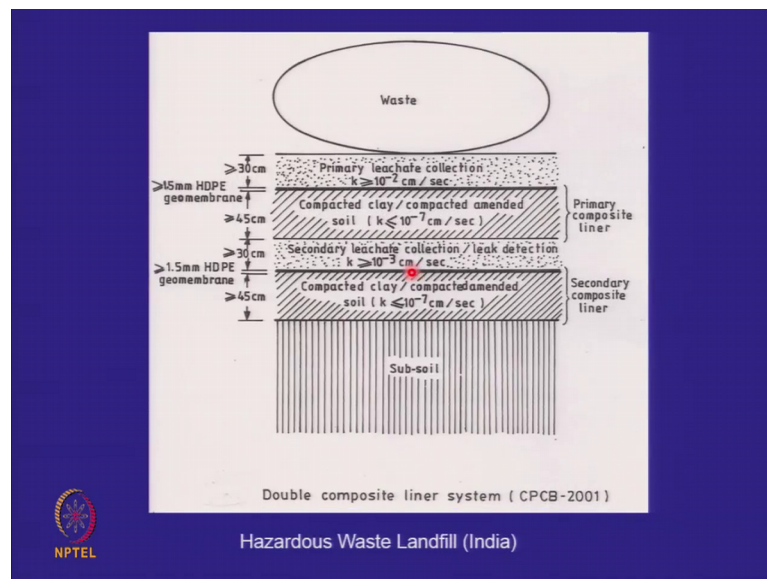 Waste
≥30cm
Primary leachate collection
k ≥ 10⁻² cm/sec
≥1.5mm HDPE
geomembrane
≥45cm
Compacted clay/compacted amended
soil (k ≤ 10⁻⁷ cm/sec)
Primary
composite
liner
≥30cm
Secondary leachate collection / leak detection
k ≥ 10⁻³ cm/sec
≥1.5mm HDPE
geomembrane
≥45cm
Compacted clay/compacted amended
soil (k ≤ 10⁻⁷ cm/sec)
Secondary
composite
liner
Sub-soil
Double composite liner system (CPCB-2001)
Hazardous Waste Landfill (India)
NPTEL